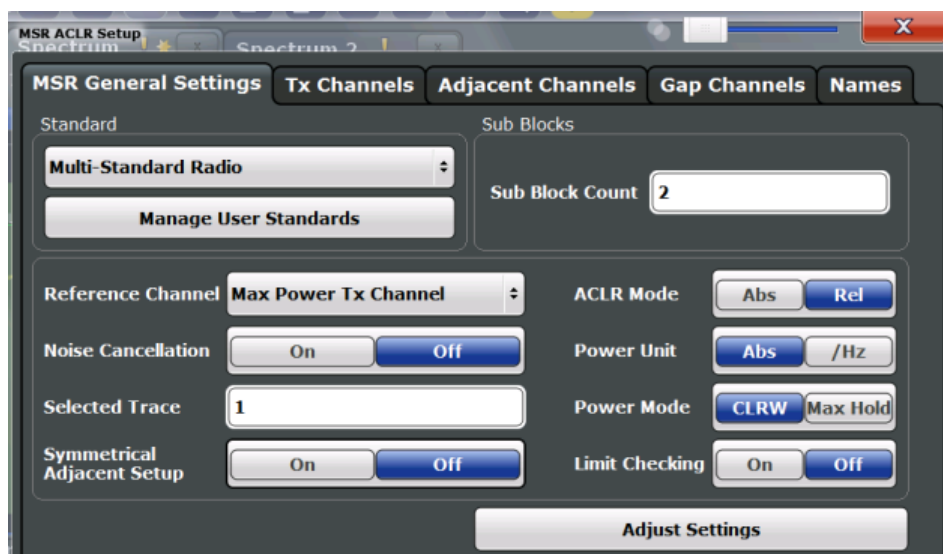 MSR ACLR Setup
Spectrum
Spectrum 2
MSR General Settings
Tx Channels
Adjacent Channels
Gap Channels
Names
Standard
Multi-Standard Radio
Manage User Standards
Sub Blocks
Sub Block Count 2
Reference Channel Max Power Tx Channel
Noise Cancellation On Off
Selected Trace 1
Symmetrical
Adjacent Setup On Off
ACLR Mode Abs Rel
Power Unit Abs /Hz
Power Mode CLRW Max Hold
Limit Checking On Off
Adjust Settings